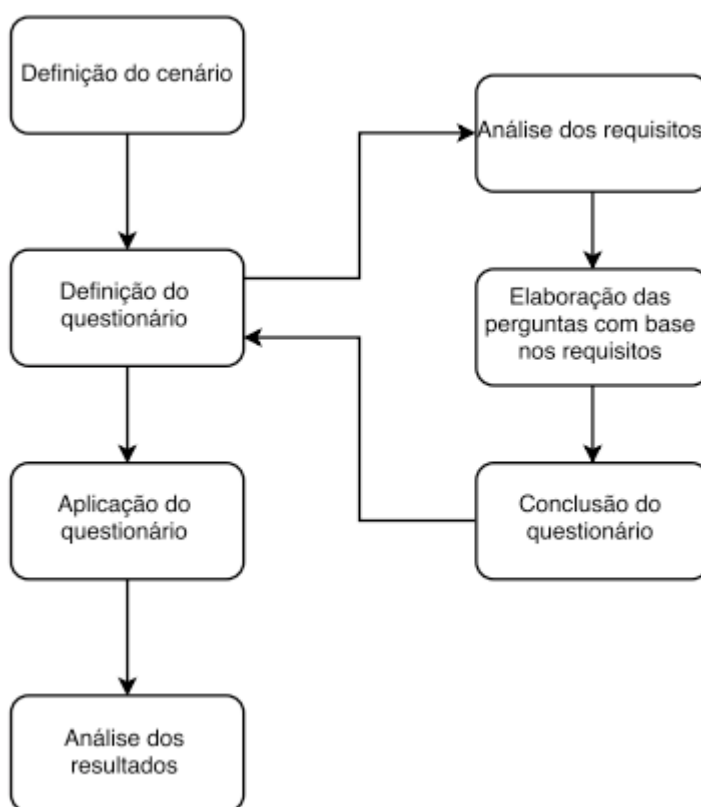 Definição do cenário
Definição do
questionário
Aplicação do
questionário
Análise dos
resultados
Análise dos requisitos
Elaboração das
perguntas com base
nos requisitos
Conclusão do
questionário